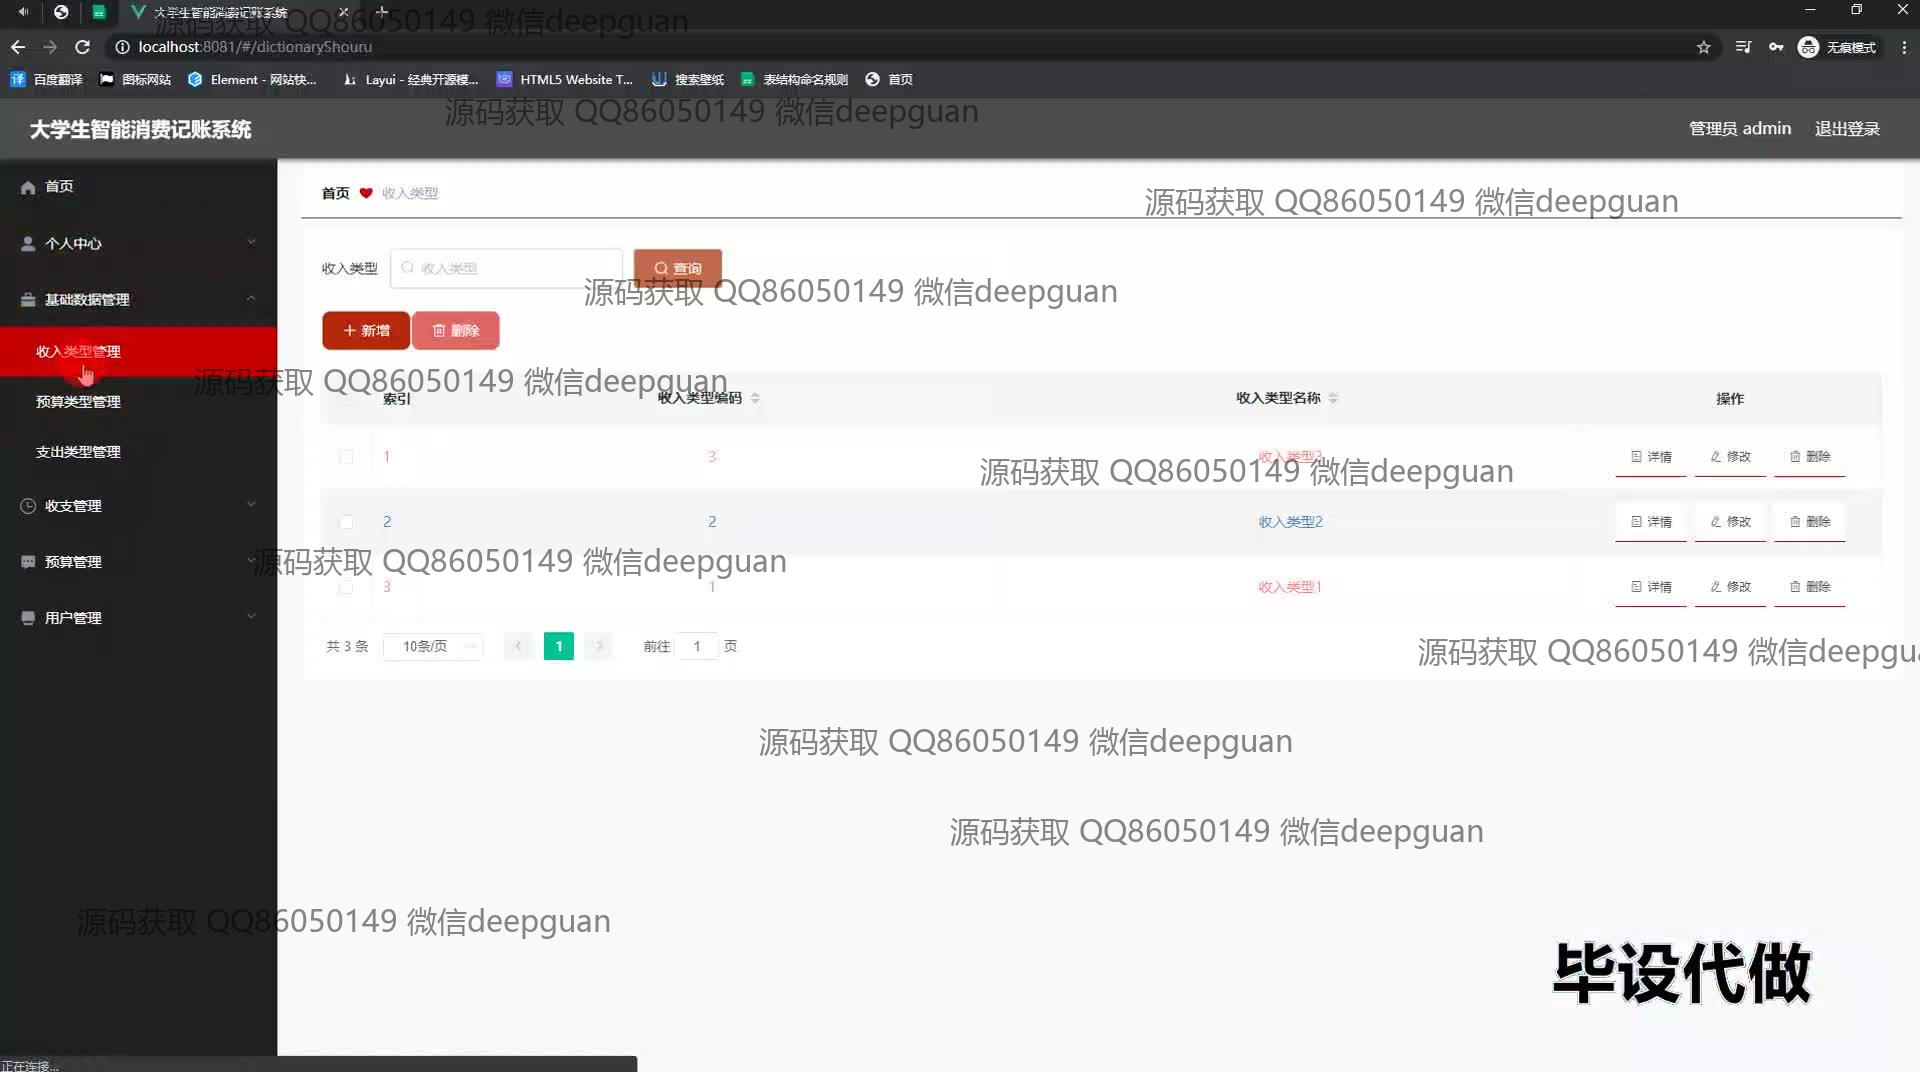 大学生智能消费记账系统
源码获取 QQ86050149 微信deepguan
localhost:8081/#/dictionaryShouru
无痕模式
百度翻译 图标网站 Element - 网站快... Layui - 经典开源模... HTML5 Website T... 搜索壁纸 表结构命名规则 首页
源码获取 QQ86050149 微信deepguan
大学生智能消费记账系统
管理员 admin 退出登录
首页
个人中心
基础数据管理
收入类型管理
预算类型管理
支出类型管理
收支管理
预算管理
用户管理
首页 收入类型
源码获取 QQ86050149 微信deepguan
收入类型 收入类型 查询
源码获取 QQ86050149 微信deepguan
新增 删除
源码获取 QQ86050149 微信deepguan
索引 收入类型编码 收入类型名称 操作
1 3 收入类型3 详情 修改 删除
源码获取 QQ86050149 微信deepguan
2 2 收入类型2 详情 修改 删除
源码获取 QQ86050149 微信deepguan
3 1 收入类型1 详情 修改 删除
共 3 条 10条/页 1 前往 1 页
源码获取 QQ86050149 微信deepgua
源码获取 QQ86050149 微信deepguan
源码获取 QQ86050149 微信deepguan
源码获取 QQ86050149 微信deepguan
毕设代做
正在连接...